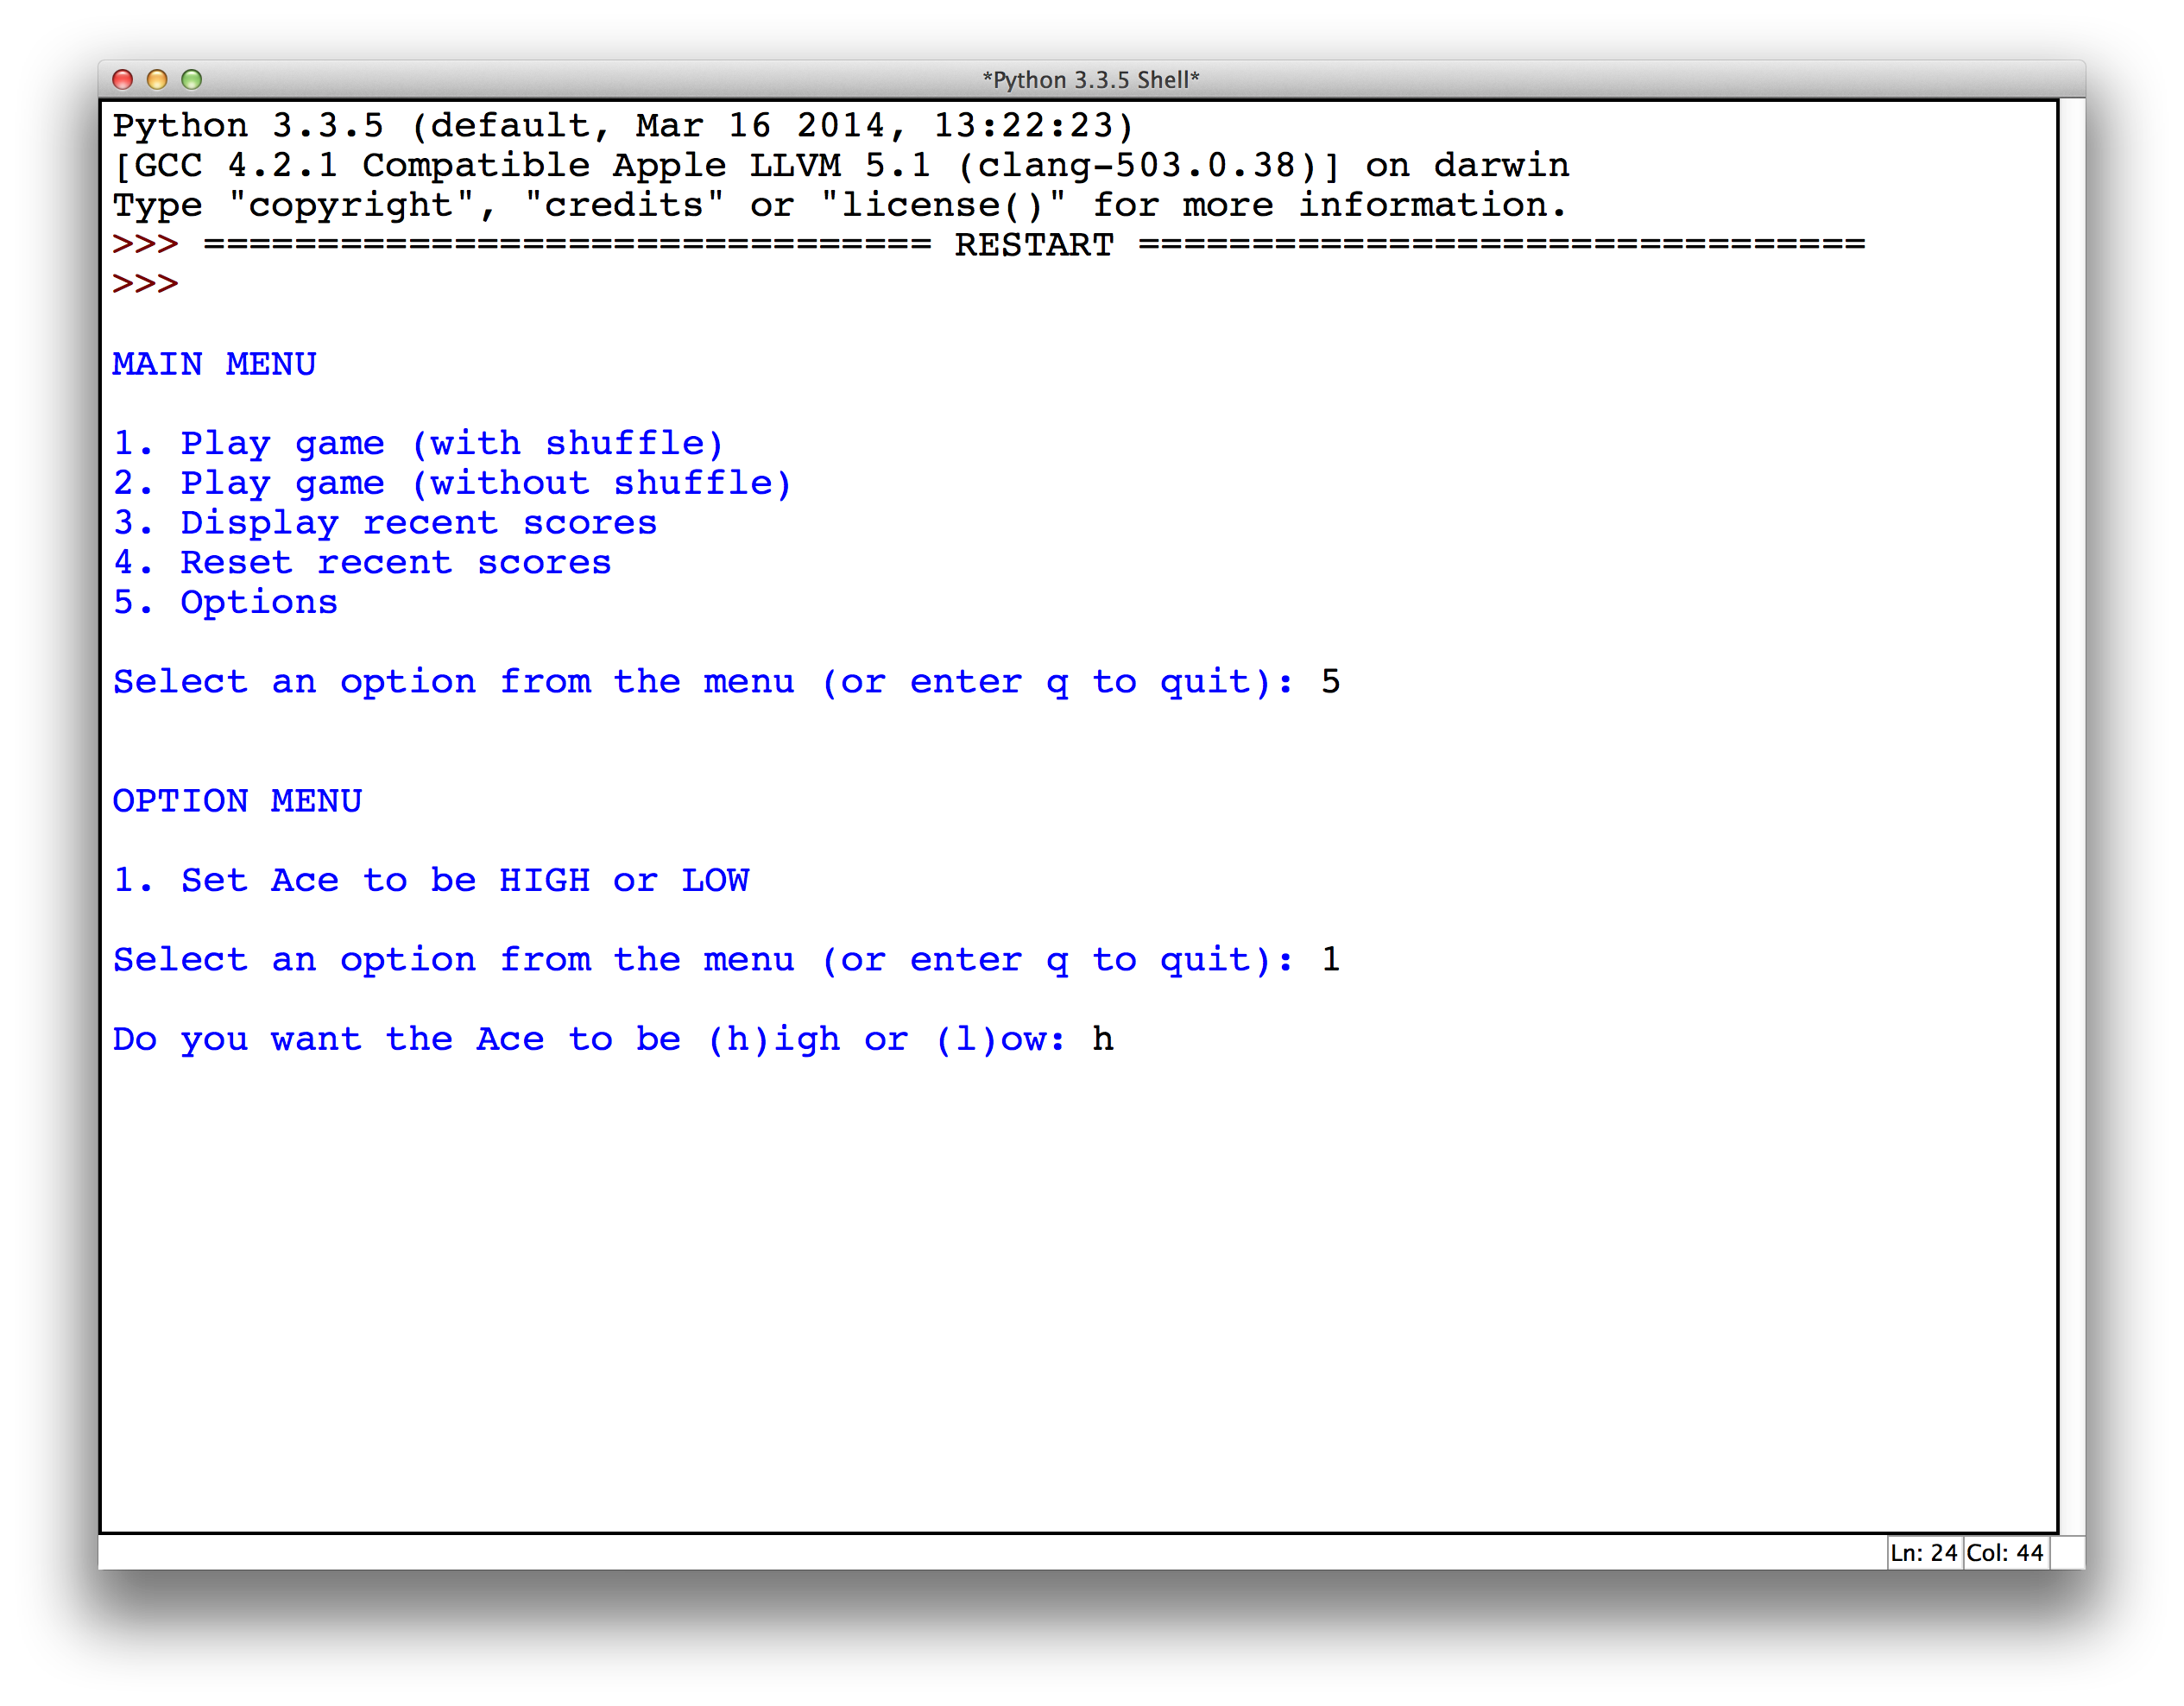 *Python 3.3.5 Shell*
Python 3.3.5 (default, Mar 16 2014, 13:22:23)
[GCC 4.2.1 Compatible Apple LLVM 5.1 (clang-503.0.38)] on darwin
Type "copyright", "credits" or "license()" for more information.
>>> ================================ RESTART ================================
>>>
MAIN MENU
1. Play game (with shuffle)
2. Play game (without shuffle)
3. Display recent scores
4. Reset recent scores
5. Options
Select an option from the menu (or enter q to quit): 5
OPTION MENU
1. Set Ace to be HIGH or LOW
Select an option from the menu (or enter q to quit): 1
Do you want the Ace to be (h)igh or (l)ow: h
Ln: 24 Col: 44